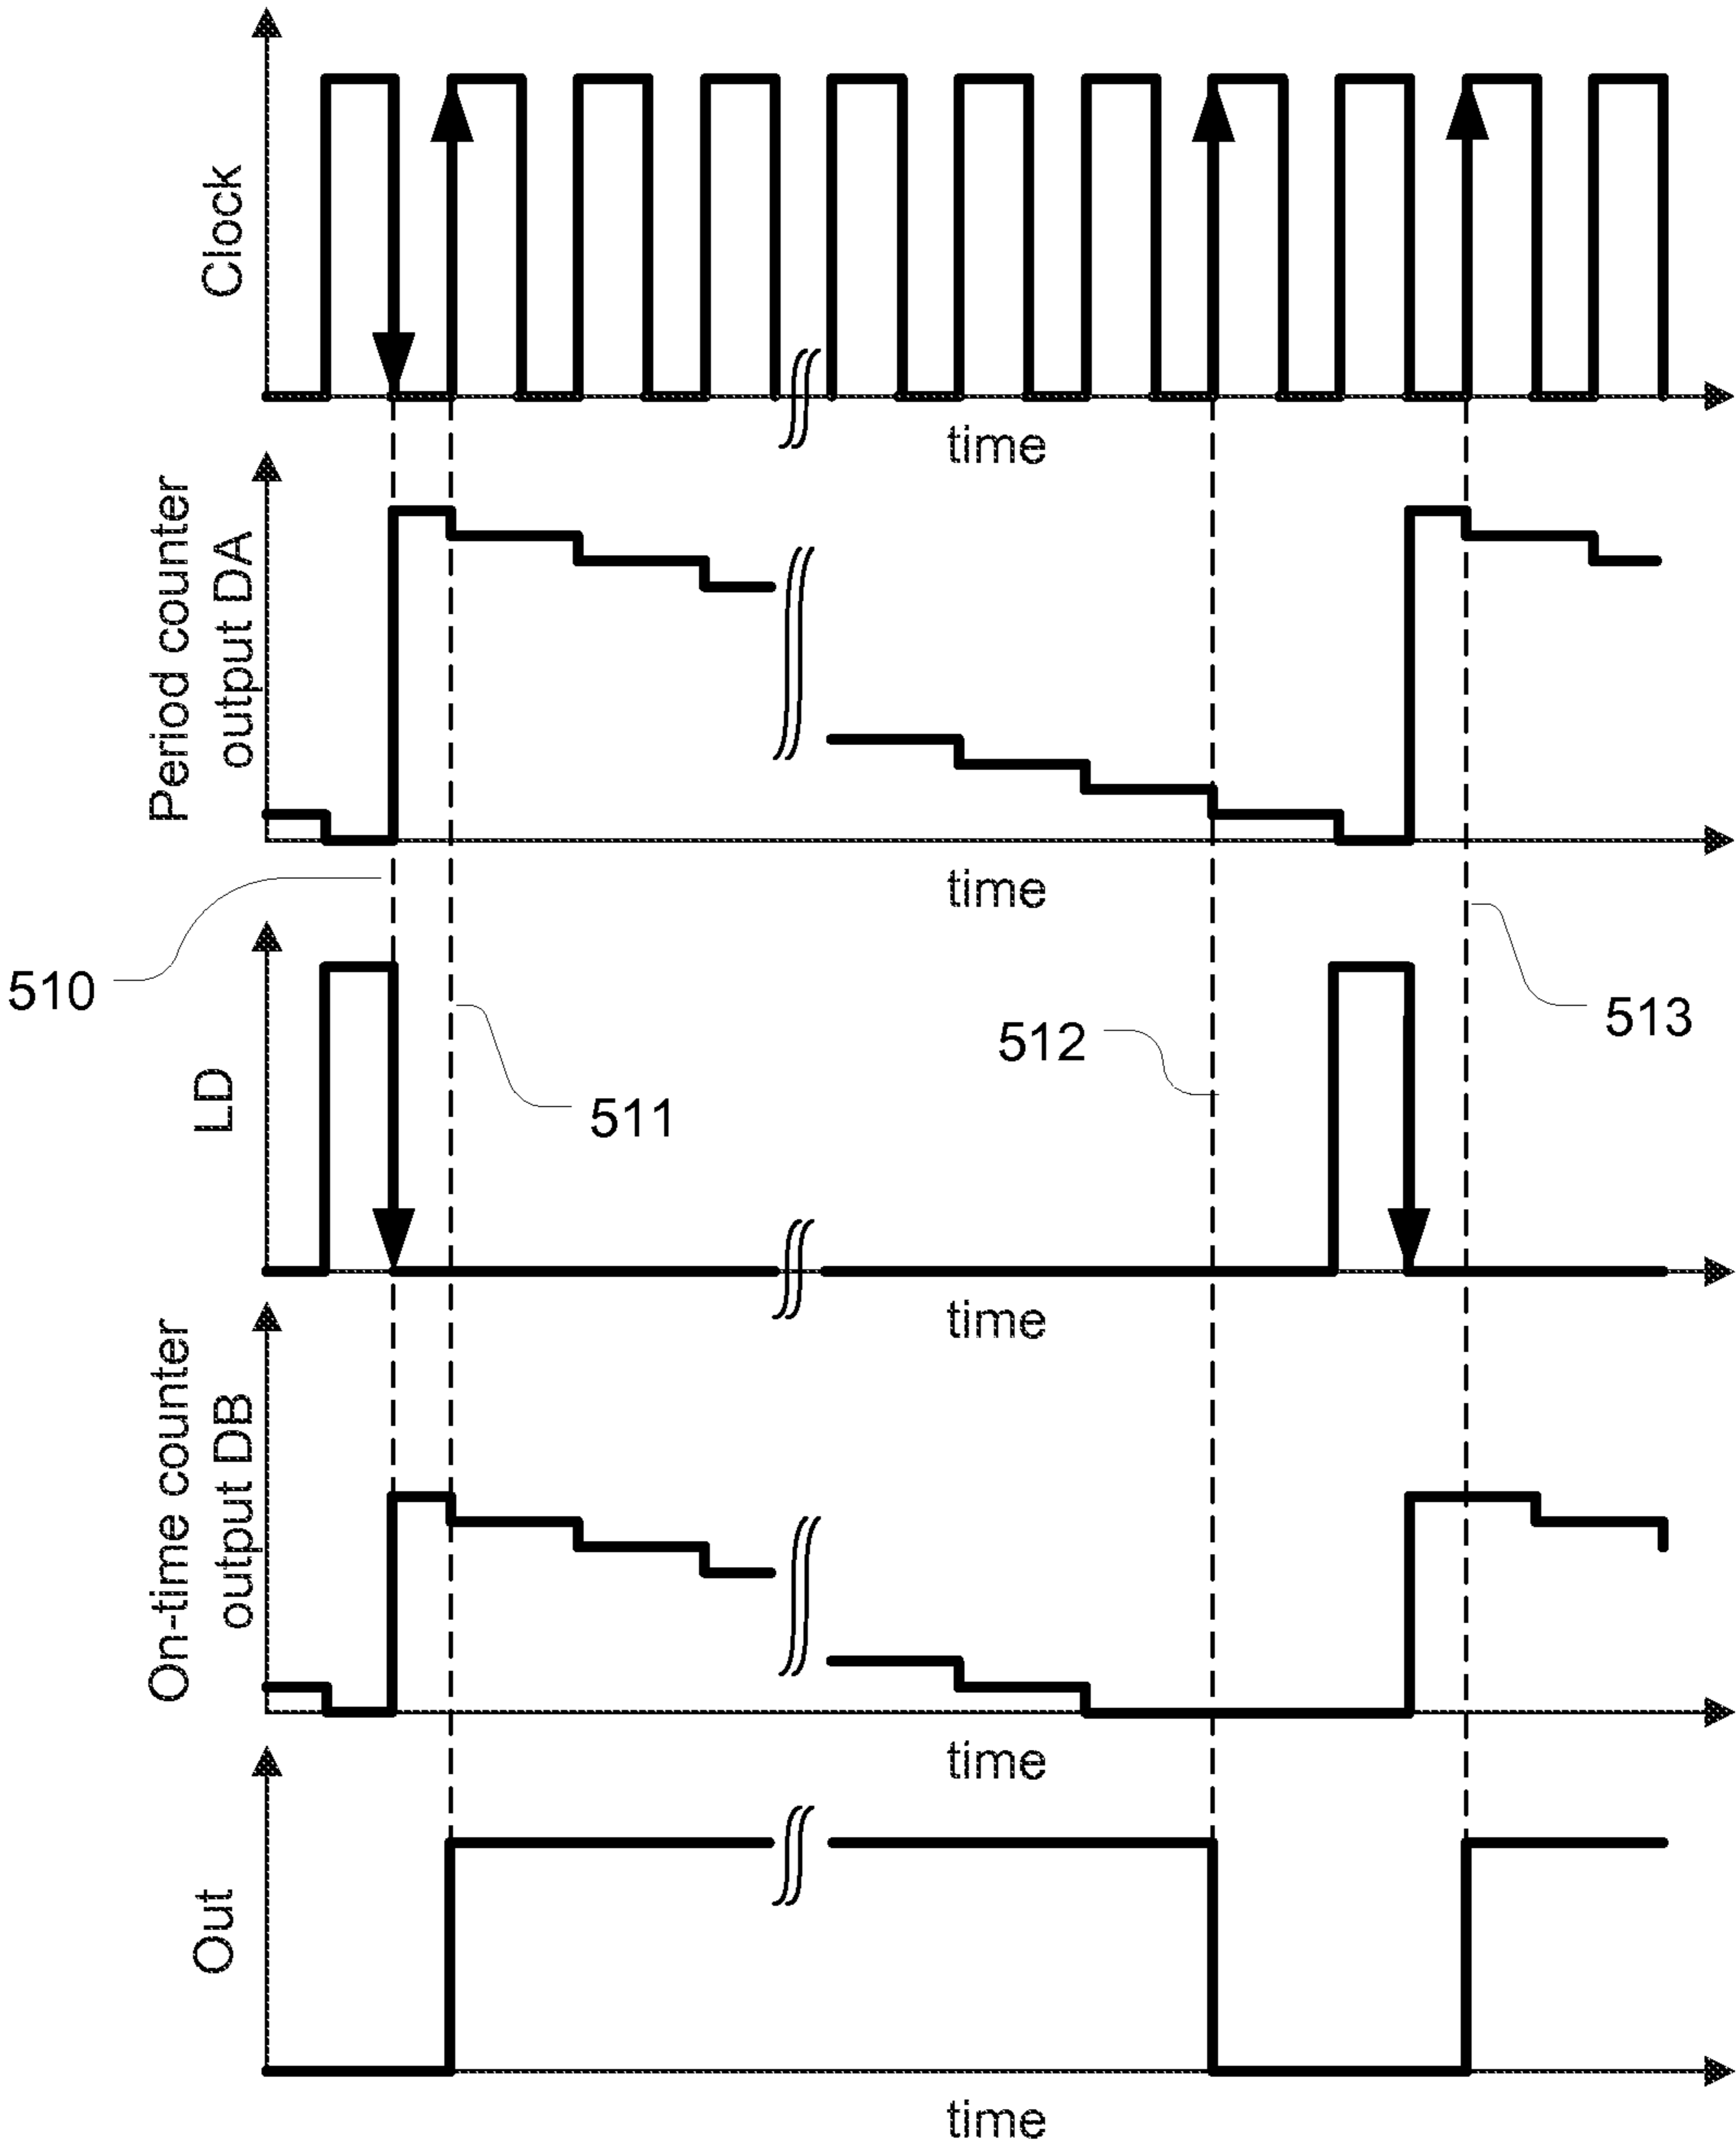 Clock
time
Period counter
output DA
time
510
LD
511
512
513
time
On-time counter
output DB
time
Out
time